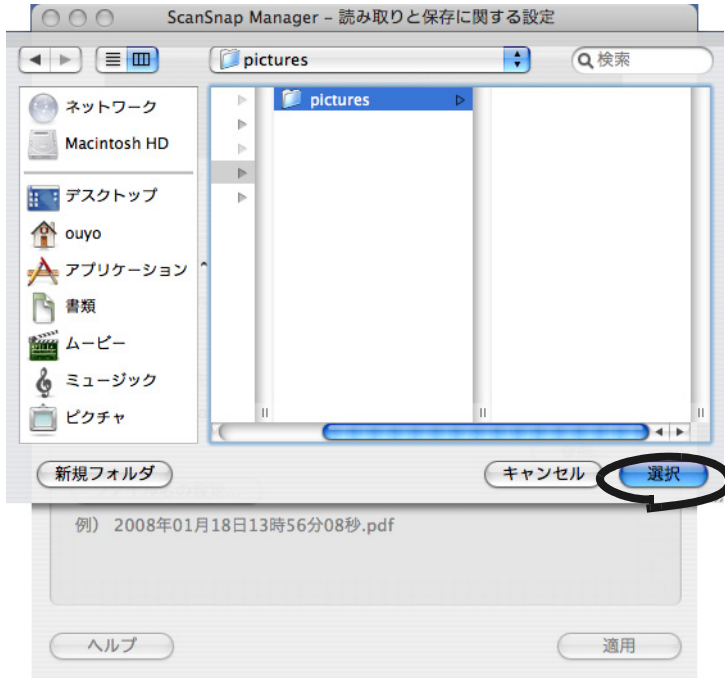 ScanSnap Manager – 読み取りと保存に関する設定
pictures
検索
ネットワーク
Macintosh HD
デスクトップ
ouyo
アプリケーション
書類
ムービー
ミュージック
ピクチャ
pictures
新規フォルダ
キャンセル
選択
例） 2008年01月18日13時56分08秒.pdf
ヘルプ
適用